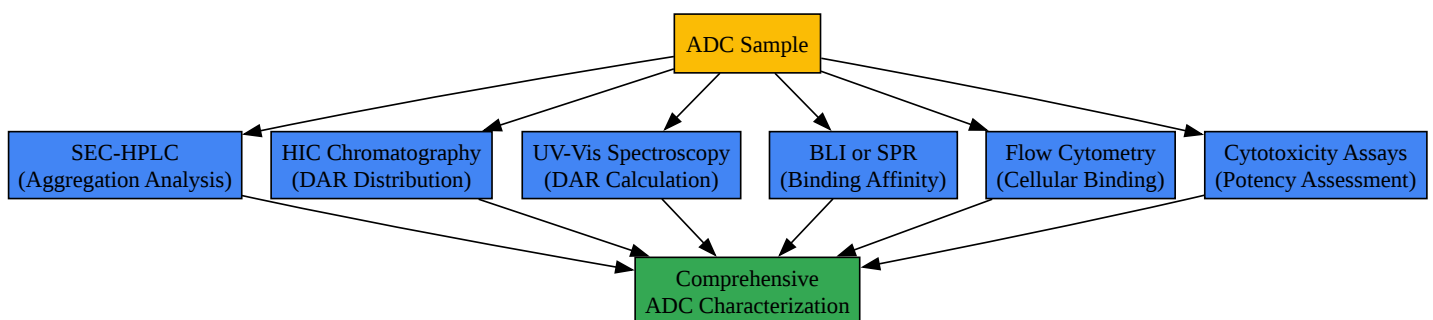 ADC Sample
SEC-HPLC
(Aggregation Analysis)
HIC Chromatography
(DAR Distribution)
UV-Vis Spectroscopy
(DAR Calculation)
BLI or SPR
(Binding Affinity)
Flow Cytometry
(Cellular Binding)
Cytotoxicity Assays
(Potency Assessment)
Comprehensive
ADC Characterization